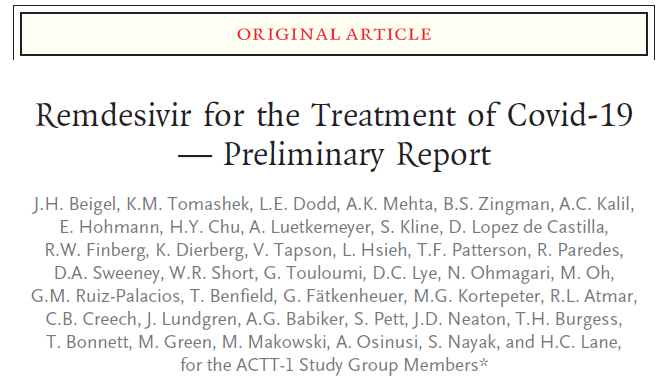 ORIGINAL ARTICLE
Remdesivir for the Treatment of Covid-19
— Preliminary Report
J.H. Beigel, K.M. Tomashek, L.E. Dodd, A.K. Mehta, B.S. Zingman, A.C. Kalil,
E. Hohmann, H.Y. Chu, A. Luetkemeyer, S. Kline, D. Lopez de Castilla,
R.W. Finberg, K. Dierberg, V. Tapson, L. Hsieh, T.F. Patterson, R. Paredes,
D.A. Sweeney, W.R. Short, G. Touloumi, D.C. Lye, N. Ohmagari, M. Oh,
G.M. Ruiz-Palacios, T. Benfield, G. Fätkenheuer, M.G. Kortepeter, R.L. Atmar,
C.B. Creech, J. Lundgren, A.G. Babiker, S. Pett, J.D. Neaton, T.H. Burgess,
T. Bonnett, M. Green, M. Makowski, A. Osinusi, S. Nayak, and H.C. Lane,
for the ACTT-1 Study Group Members*